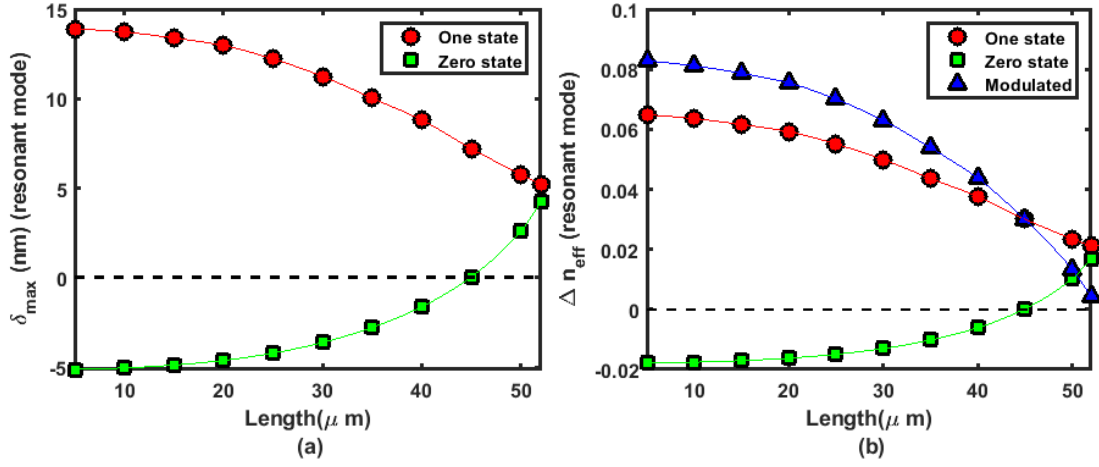 15
10
5
0
-5
δmax (nm) (resonant mode)
One state
Zero state
10 20 30 40 50
Length(μ m)
(a)
0.1
0.08
0.06
0.04
0.02
0
-0.02
Δ neff (resonant mode)
One state
Zero state
Modulated
10 20 30 40 50
Length(μ m)
(b)